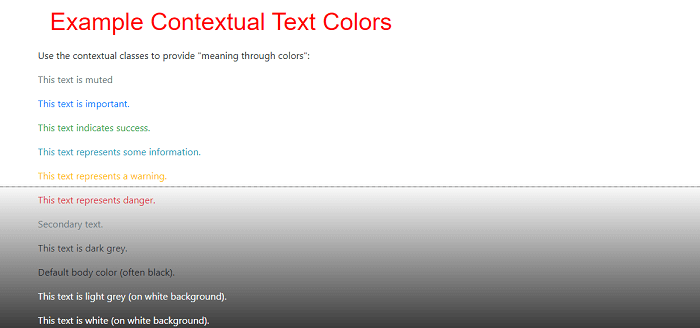 Example Contextual Text Colors
Use the contextual classes to provide "meaning through colors":
This text is muted
This text is important.
This text indicates success.
This text represents some information.
This text represents a warning.
This text represents danger.
Secondary text.
This text is dark grey.
Default body color (often black).
This text is light grey (on white background).
This text is white (on white background).